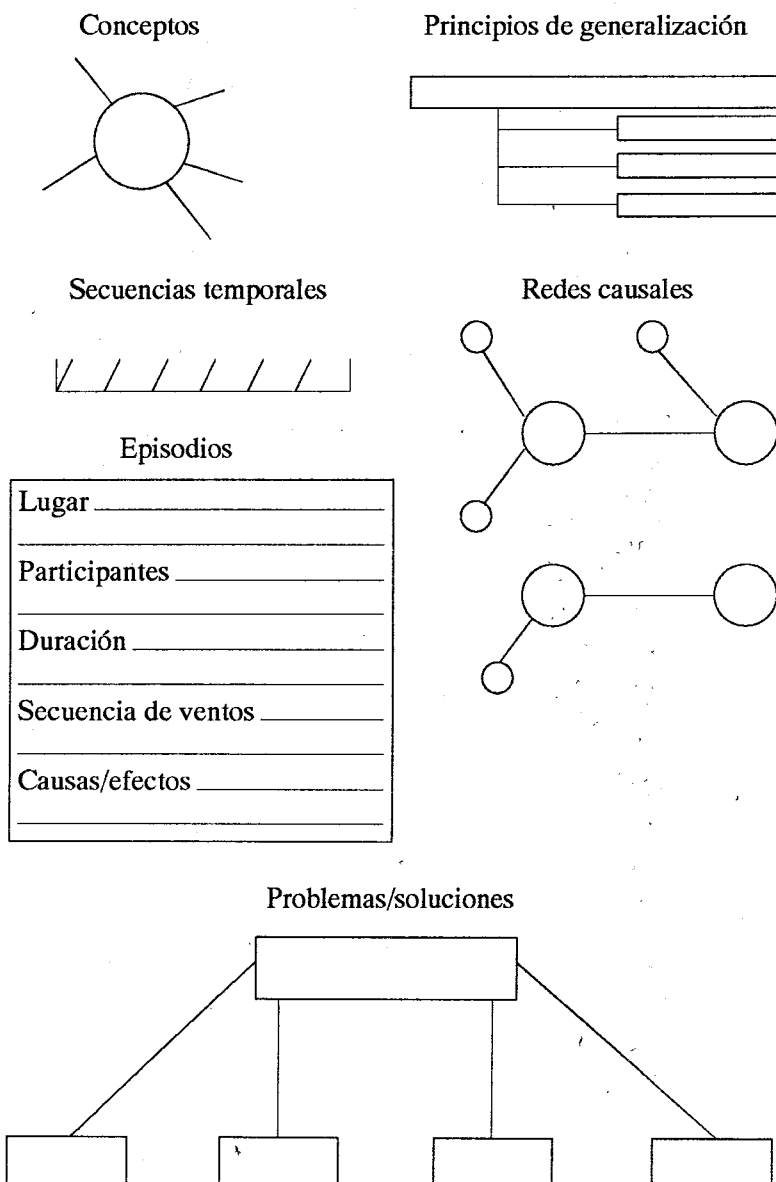 Conceptos
Principios de generalización
Secuencias temporales
Redes causales
Episodios
Lugar
Participantes
Duración
Secuencia de ventos
Causas/efectos
Problemas/soluciones